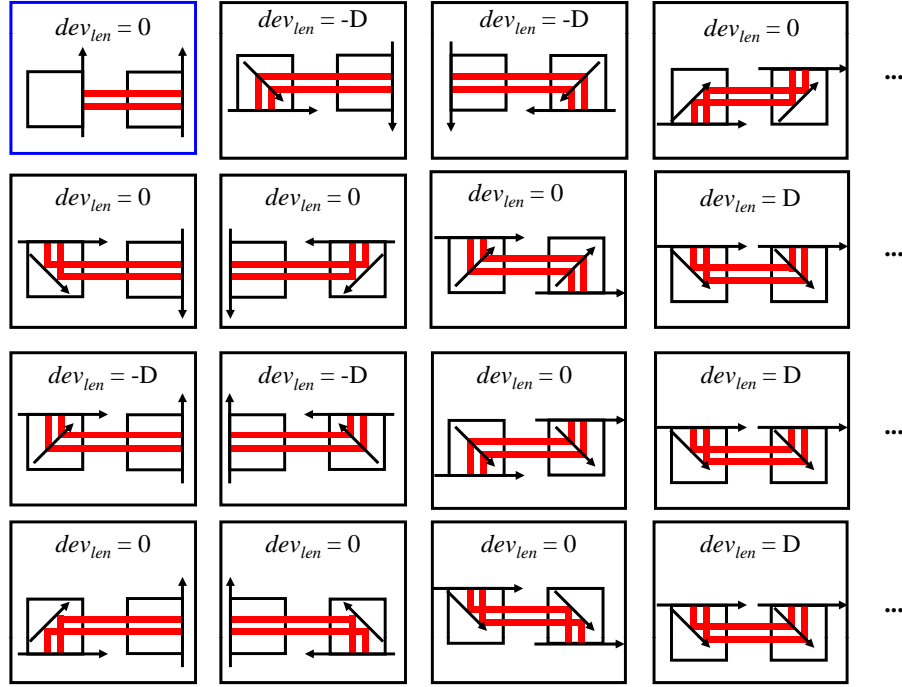 dev_len = 0
dev_len = -D
dev_len = -D
dev_len = 0
...
dev_len = 0
dev_len = 0
dev_len = 0
dev_len = D
...
dev_len = -D
dev_len = -D
dev_len = 0
dev_len = D
...
dev_len = 0
dev_len = 0
dev_len = 0
dev_len = D
...